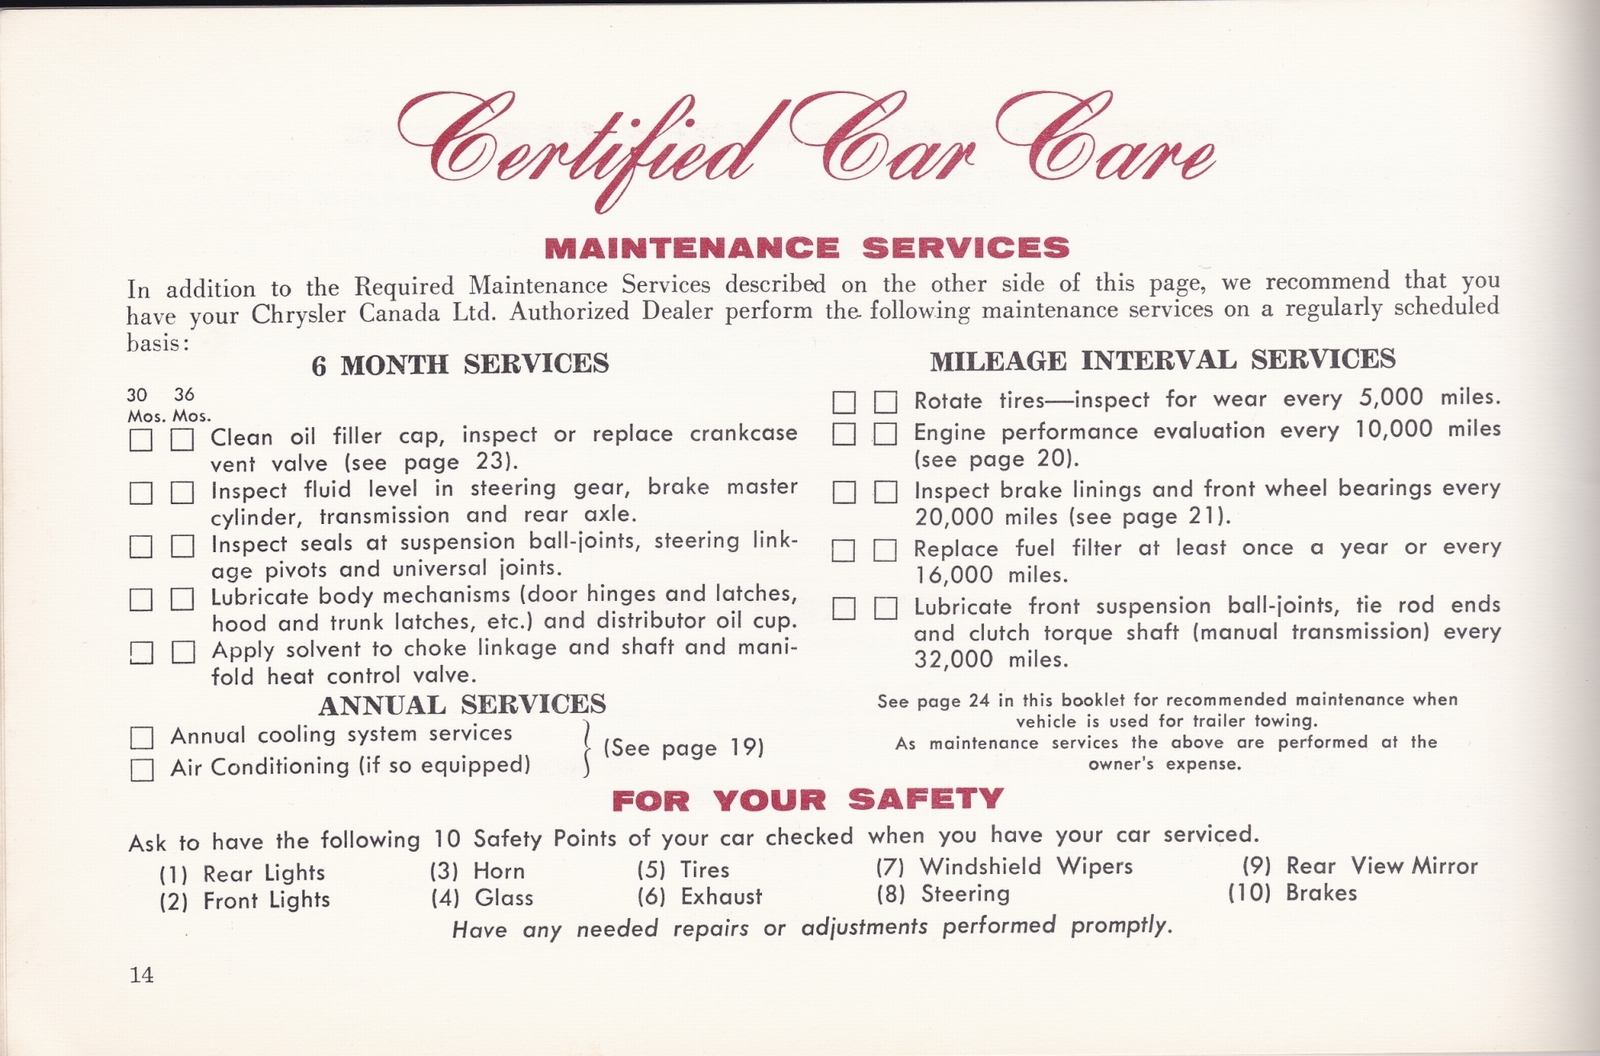 Certified Car Care
MAINTENANCE SERVICES
In addition to the Required Maintenance Services described on the other side of this page, we recommend that you
have your Chrysler Canada Ltd. Authorized Dealer perform the following maintenance services on a regularly scheduled
basis:
6 MONTH SERVICES
30 36
Mos. Mos.
Clean oil filler cap, inspect or replace crankcase
vent valve (see page 23).
Inspect fluid level in steering gear, brake master
cylinder, transmission and rear axle.
Inspect seals at suspension ball-joints, steering link-
age pivots and universal joints.
Lubricate body mechanisms (door hinges and latches,
hood and trunk latches, etc.) and distributor oil cup.
Apply solvent to choke linkage and shaft and mani-
fold heat control valve.
ANNUAL SERVICES
Annual cooling system services
Air Conditioning (if so equipped)
(See page 19)
MILEAGE INTERVAL SERVICES
Rotate tires—inspect for wear every 5,000 miles.
Engine performance evaluation every 10,000 miles
(see page 20).
Inspect brake linings and front wheel bearings every
20,000 miles (see page 21).
Replace fuel filter at least once a year or every
16,000 miles.
Lubricate front suspension ball-joints, tie rod ends
and clutch torque shaft (manual transmission) every
32,000 miles.
See page 24 in this booklet for recommended maintenance when
vehicle is used for trailer towing.
As maintenance services the above are performed at the
owner's expense.
FOR YOUR SAFETY
Ask to have the following 10 Safety Points of your car checked when you have your car serviced.
(1) Rear Lights (3) Horn (5) Tires (7) Windshield Wipers (9) Rear View Mirror
(2) Front Lights (4) Glass (6) Exhaust (8) Steering (10) Brakes
Have any needed repairs or adjustments performed promptly.
14